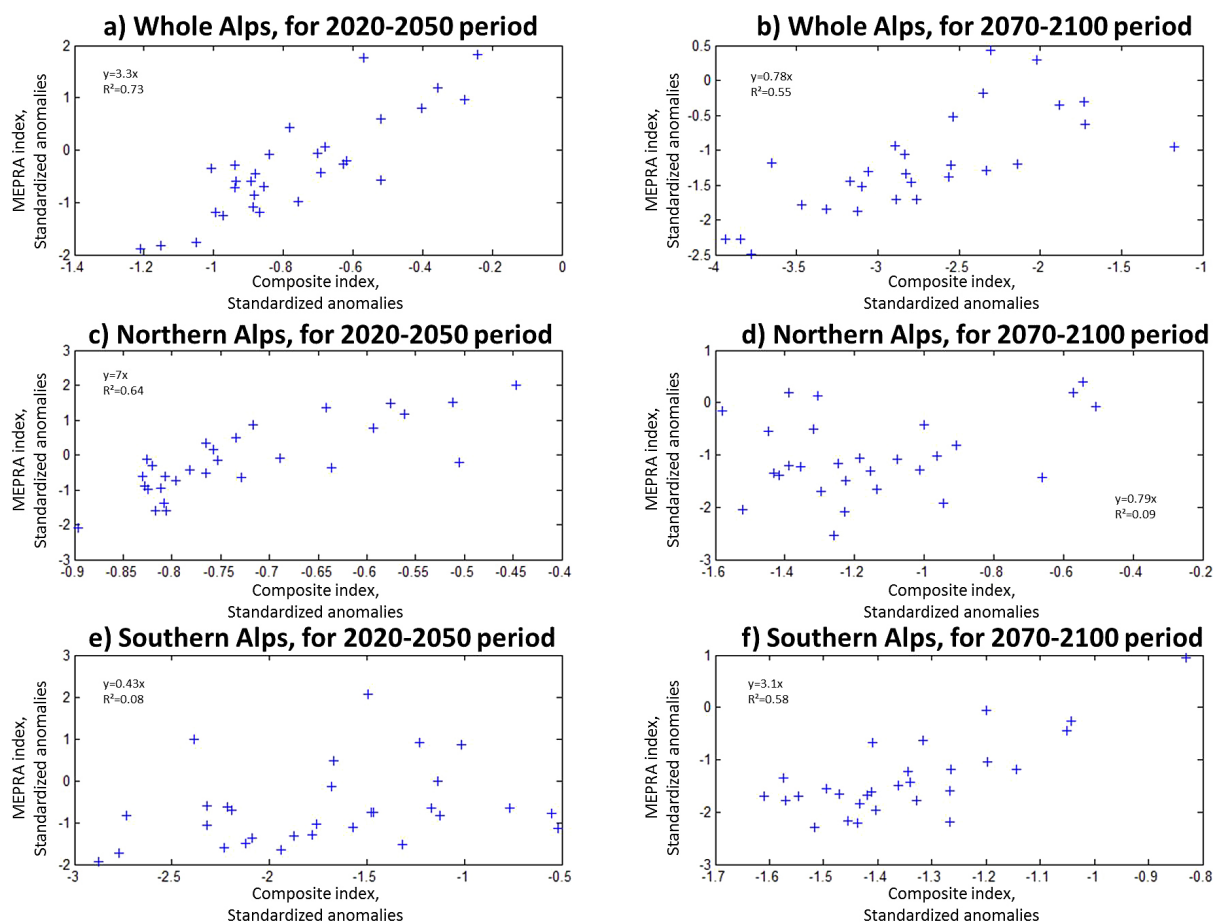 a) Whole Alps, for 2020-2050 period
MEPRA index,
Standardized anomalies
2
1
0
-1
-2
y=3.3x
R²=0.73
-1.4 -1.2 -1 -0.8 -0.6 -0.4 -0.2 0
Composite index,
Standardized anomalies
b) Whole Alps, for 2070-2100 period
MEPRA index,
Standardized anomalies
0.5
0
-0.5
-1
-1.5
-2
-2.5
y=0.78x
R²=0.55
-4 -3.5 -3 -2.5 -2 -1.5 -1
Composite index,
Standardized anomalies
c) Northern Alps, for 2020-2050 period
MEPRA index,
Standardized anomalies
3
2
1
0
-1
-2
-3
y=7x
R²=0.64
-0.9 -0.85 -0.8 -0.75 -0.7 -0.65 -0.6 -0.55 -0.5 -0.45 -0.4
Composite index,
Standardized anomalies
d) Northern Alps, for 2070-2100 period
MEPRA index,
Standardized anomalies
1
0
-1
-2
-3
y=0.79x
R²=0.09
-1.6 -1.4 -1.2 -1 -0.8 -0.6 -0.4 -0.2
Composite index,
Standardized anomalies
e) Southern Alps, for 2020-2050 period
MEPRA index,
Standardized anomalies
3
2
1
0
-1
-2
y=0.43x
R²=0.08
-3 -2.5 -2 -1.5 -1 -0.5
Composite index,
Standardized anomalies
f) Southern Alps, for 2070-2100 period
MEPRA index,
Standardized anomalies
1
0
-1
-2
-3
y=3.1x
R²=0.58
-1.7 -1.6 -1.5 -1.4 -1.3 -1.2 -1.1 -1 -0.9 -0.8
Composite index,
Standardized anomalies